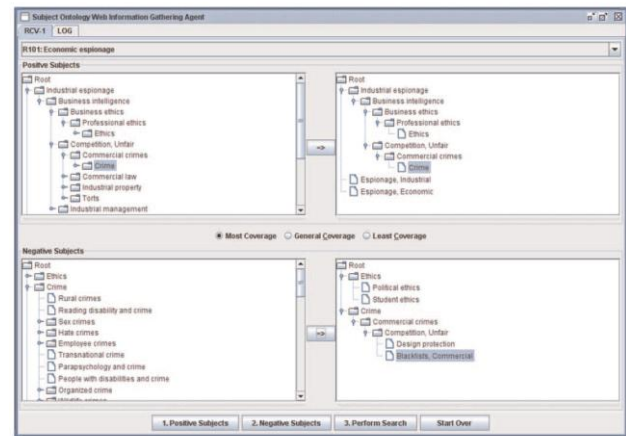 Subject Ontology Web Information Gathering Agent
RCV-1 LOG
R101: Economic espionage
Positve Subjects
Root
Industrial espionage
Business intelligence
Business ethics
Professional ethics
Ethics
Competition, Unfair
Commercial crimes
Crime
Commercial law
Industrial property
Torts
Industrial management
=>
Root
Industrial espionage
Business intelligence
Business ethics
Professional ethics
Ethics
Competition, Unfair
Commercial crimes
Crime
Espionage, Industrial
Espionage, Economic
Most Coverage General Coverage Least Coverage
Negative Subjects
Root
Ethics
Crime
Rural crimes
Reading disability and crime
Sex crimes
Hate crimes
Employee crimes
Transnational crime
Parapsychology and crime
People with disabilities and crime
Organized crime
=>
Root
Ethics
Political ethics
Student ethics
Crime
Commercial crimes
Competition, Unfair
Design protection
Blacklists, Commercial
1. Positive Subjects 2. Negative Subjects 3. Perform Search Start Over